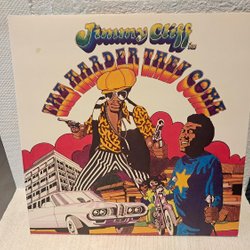 Jimmy Cliff in
THE HARDER THEY COME